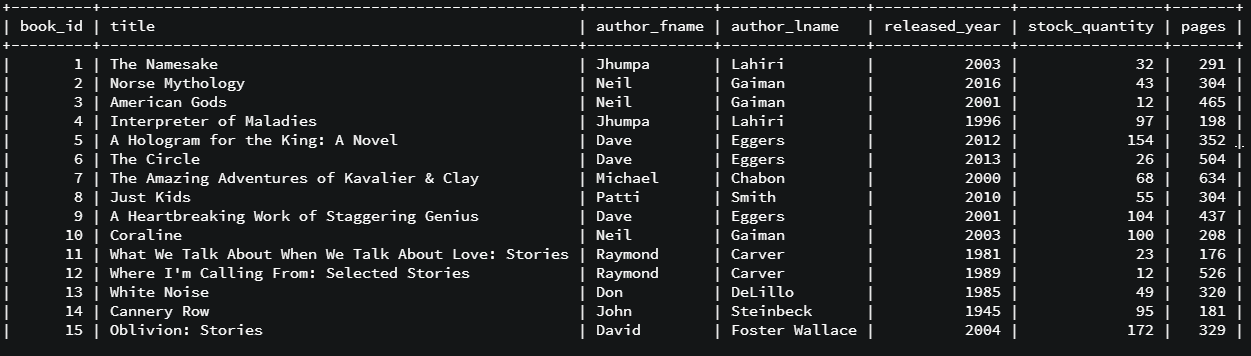 +---------+-----------------------------------------------------+--------------+----------------+---------------+----------------+-------+
| book_id | title | author_fname | author_lname | released_year | stock_quantity | pages |
+---------+-----------------------------------------------------+--------------+----------------+---------------+----------------+-------+
| 1 | The Namesake | Jhumpa | Lahiri | 2003 | 32 | 291 |
| 2 | Norse Mythology | Neil | Gaiman | 2016 | 43 | 304 |
| 3 | American Gods | Neil | Gaiman | 2001 | 12 | 465 |
| 4 | Interpreter of Maladies | Jhumpa | Lahiri | 1996 | 97 | 198 |
| 5 | A Hologram for the King: A Novel | Dave | Eggers | 2012 | 154 | 352 |
| 6 | The Circle | Dave | Eggers | 2013 | 26 | 504 |
| 7 | The Amazing Adventures of Kavalier & Clay | Michael | Chabon | 2000 | 68 | 634 |
| 8 | Just Kids | Patti | Smith | 2010 | 55 | 304 |
| 9 | A Heartbreaking Work of Staggering Genius | Dave | Eggers | 2001 | 104 | 437 |
| 10 | Coraline | Neil | Gaiman | 2003 | 100 | 208 |
| 11 | What We Talk About When We Talk About Love: Stories | Raymond | Carver | 1981 | 23 | 176 |
| 12 | Where I'm Calling From: Selected Stories | Raymond | Carver | 1989 | 12 | 526 |
| 13 | White Noise | Don | DeLillo | 1985 | 49 | 320 |
| 14 | Cannery Row | John | Steinbeck | 1945 | 95 | 181 |
| 15 | Oblivion: Stories | David | Foster Wallace | 2004 | 172 | 329 |